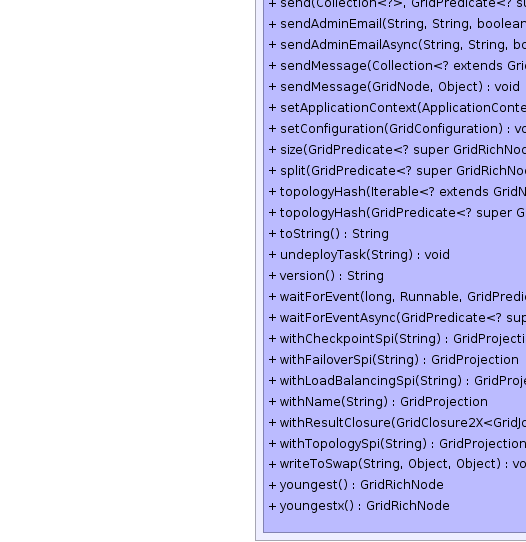 + send(Collection<?>, GridPredicate<? su
+ sendAdminEmail(String, String, boolean
+ sendAdminEmailAsync(String, String, bo
+ sendMessage(Collection<? extends Gri
+ sendMessage(GridNode, Object) : void
+ setApplicationContext(ApplicationConte
+ setConfiguration(GridConfiguration) : vo
+ size(GridPredicate<? super GridRichNod
+ split(GridPredicate<? super GridRichNo
+ topologyHash(Iterable<? extends GridN
+ topologyHash(GridPredicate<? super G
+ toString() : String
+ undeployTask(String) : void
+ version() : String
+ waitForEvent(long, Runnable, GridPredi
+ waitForEventAsync(GridPredicate<? sup
+ withCheckpointSpi(String) : GridProjecti
+ withFailoverSpi(String) : GridProjection
+ withLoadBalancingSpi(String) : GridProje
+ withName(String) : GridProjection
+ withResultClosure(GridClosure2X<GridJo
+ withTopologySpi(String) : GridProjection
+ writeToSwap(String, Object, Object) : vo
+ youngest() : GridRichNode
+ youngestx() : GridRichNode